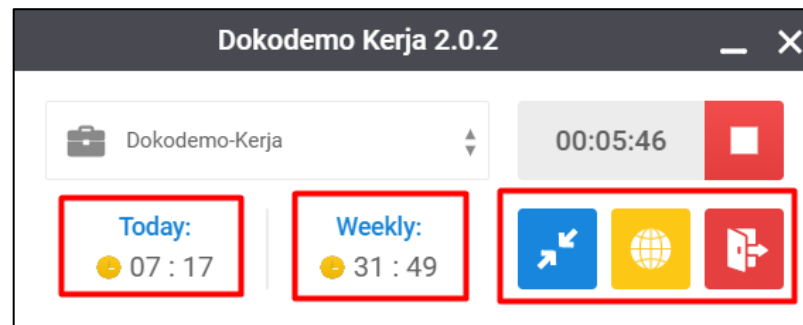 Dokodemo Kerja 2.0.2
Dokodemo-Kerja
00:05:46
Today:
07 : 17
Weekly:
31 : 49